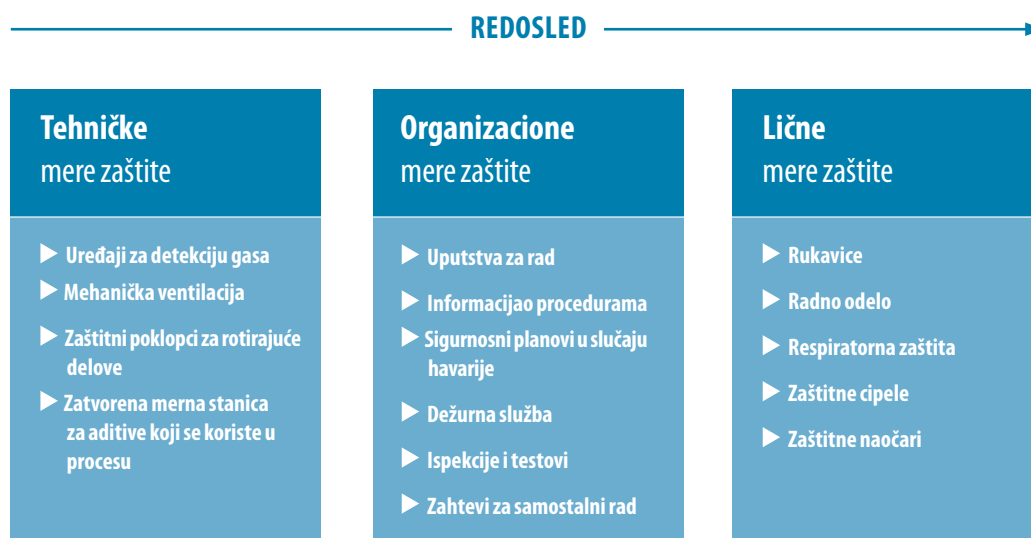 REDOSLED
Tehničke
mere zaštite
Uređaji za detekciju gasa
Mehanička ventilacija
Zaštitni poklopci za rotirajuće
delove
Zatvorena merna stanica
za aditive koji se koriste u
procesu
Organizacione
mere zaštite
Uputstva za rad
Informacijao procedurama
Sigurnosni planovi u slučaju
havarije
Dežurna služba
Ispekcije i testovi
Zahtevi za samostalni rad
Lične
mere zaštite
Rukavice
Radno odelo
Respiratorna zaštita
Zaštitne cipele
Zaštitne naočari